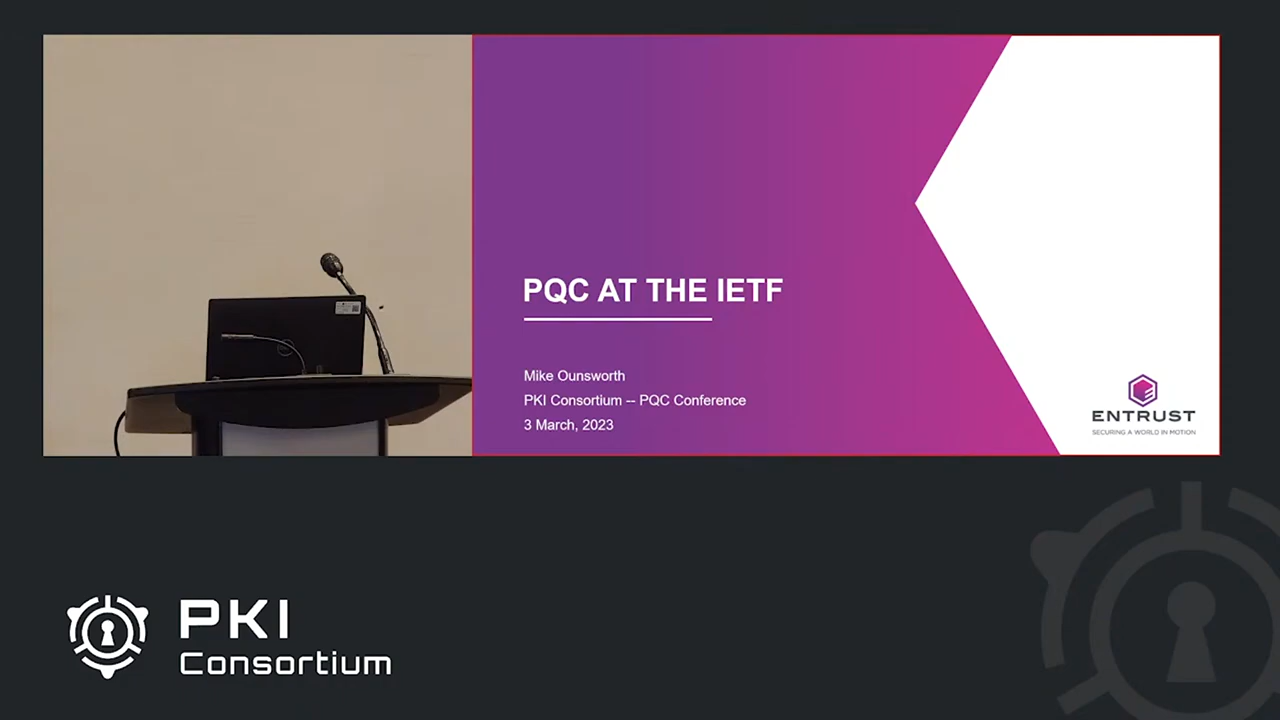 PQC AT THE IETF
Mike Ounsworth
PKI Consortium -- PQC Conference
3 March, 2023
ENTRUST
SECURING A WORLD IN MOTION
PKI
Consortium